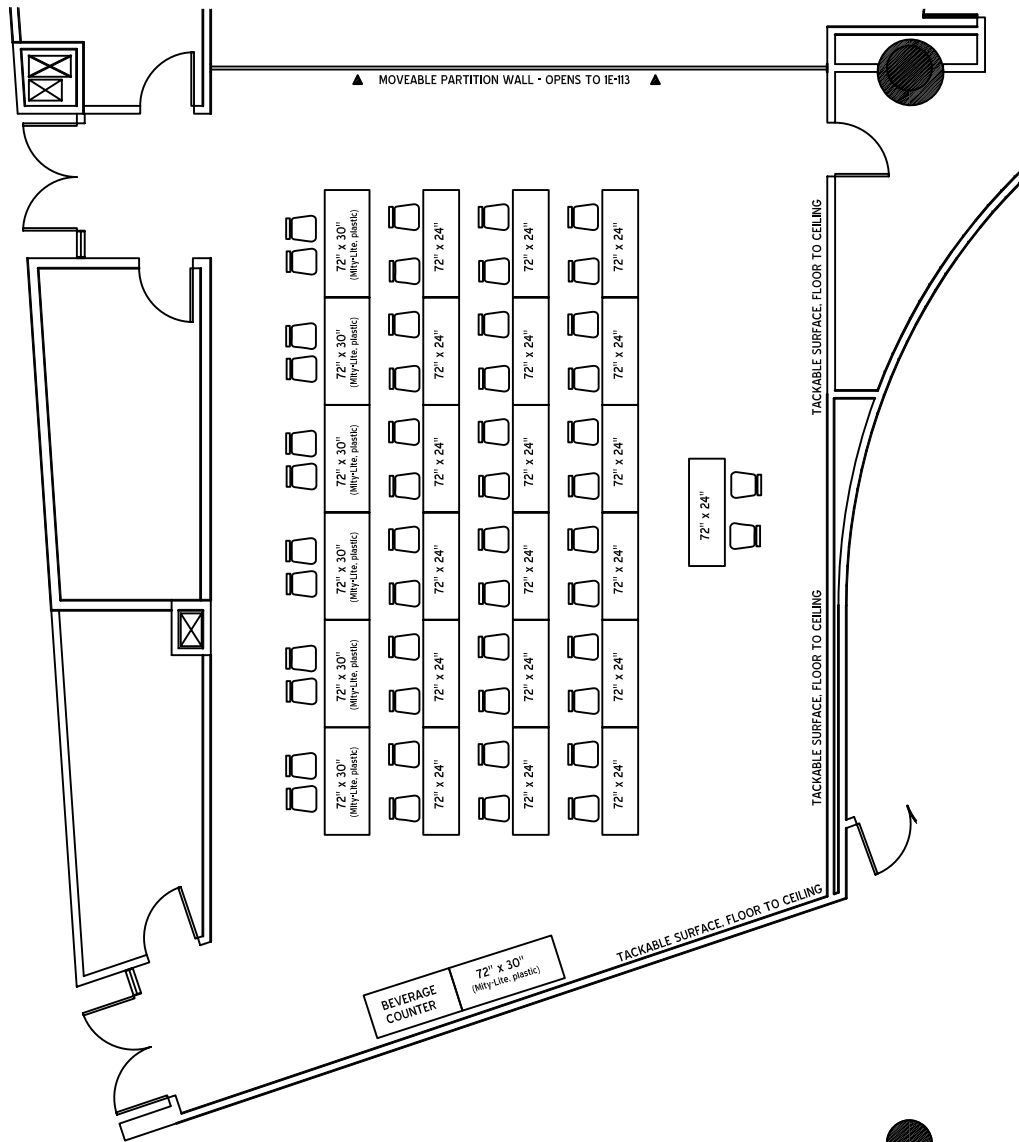 MOVEABLE PARTITION WALL - OPENS TO 1E-113
72" x 30"
(Mity-Lite, plastic)
72" x 24"
72" x 24"
72" x 24"
72" x 30"
(Mity-Lite, plastic)
72" x 24"
72" x 24"
72" x 24"
72" x 30"
(Mity-Lite, plastic)
72" x 24"
72" x 24"
72" x 24"
72" x 30"
(Mity-Lite, plastic)
72" x 24"
72" x 24"
72" x 24"
72" x 30"
(Mity-Lite, plastic)
72" x 24"
72" x 24"
72" x 24"
72" x 30"
(Mity-Lite, plastic)
72" x 24"
72" x 24"
72" x 24"
72" x 24"
TACKABLE SURFACE, FLOOR TO CEILING
TACKABLE SURFACE, FLOOR TO CEILING
TACKABLE SURFACE, FLOOR TO CEILING
BEVERAGE
COUNTER
72" x 30"
(Mity-Lite, plastic)